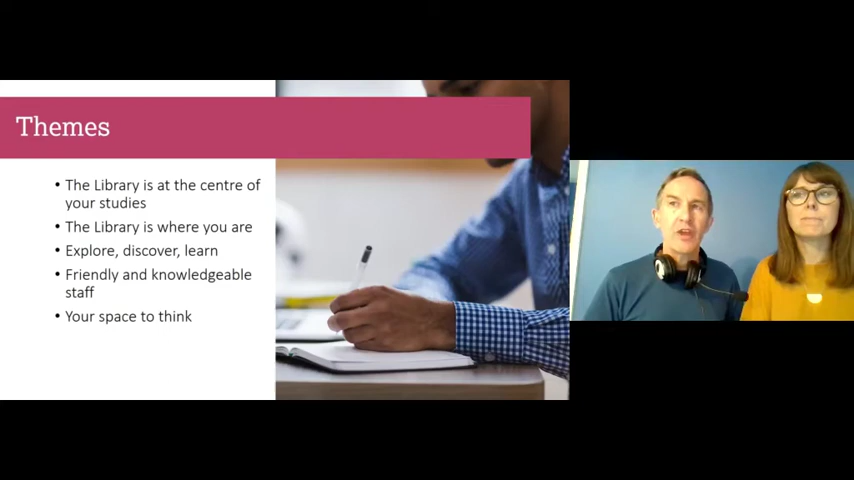 Themes
• The Library is at the centre of
your studies
• The Library is where you are
• Explore, discover, learn
• Friendly and knowledgeable
staff
• Your space to think